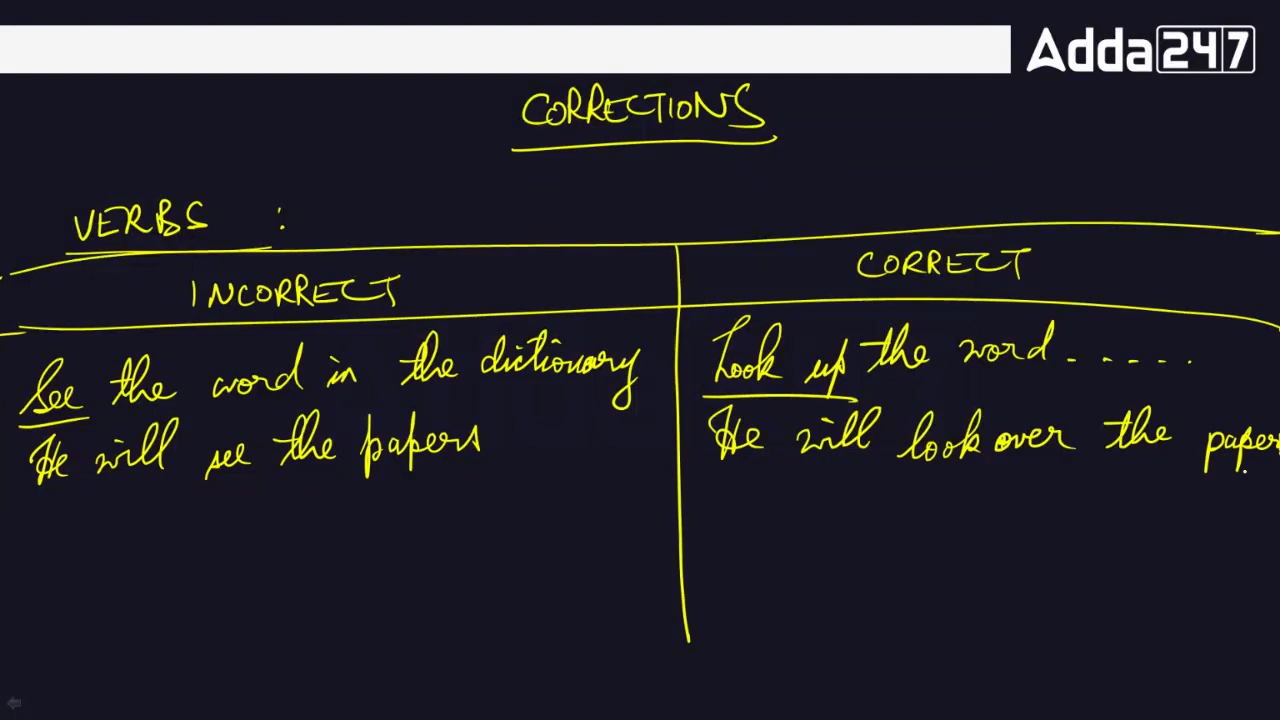 Adda247
CORRECTIONS
VERBS :
INCORRECT
CORRECT
See the word in the dictionary
Look up the word - - - - -
He will see the papers
He will look over the paper